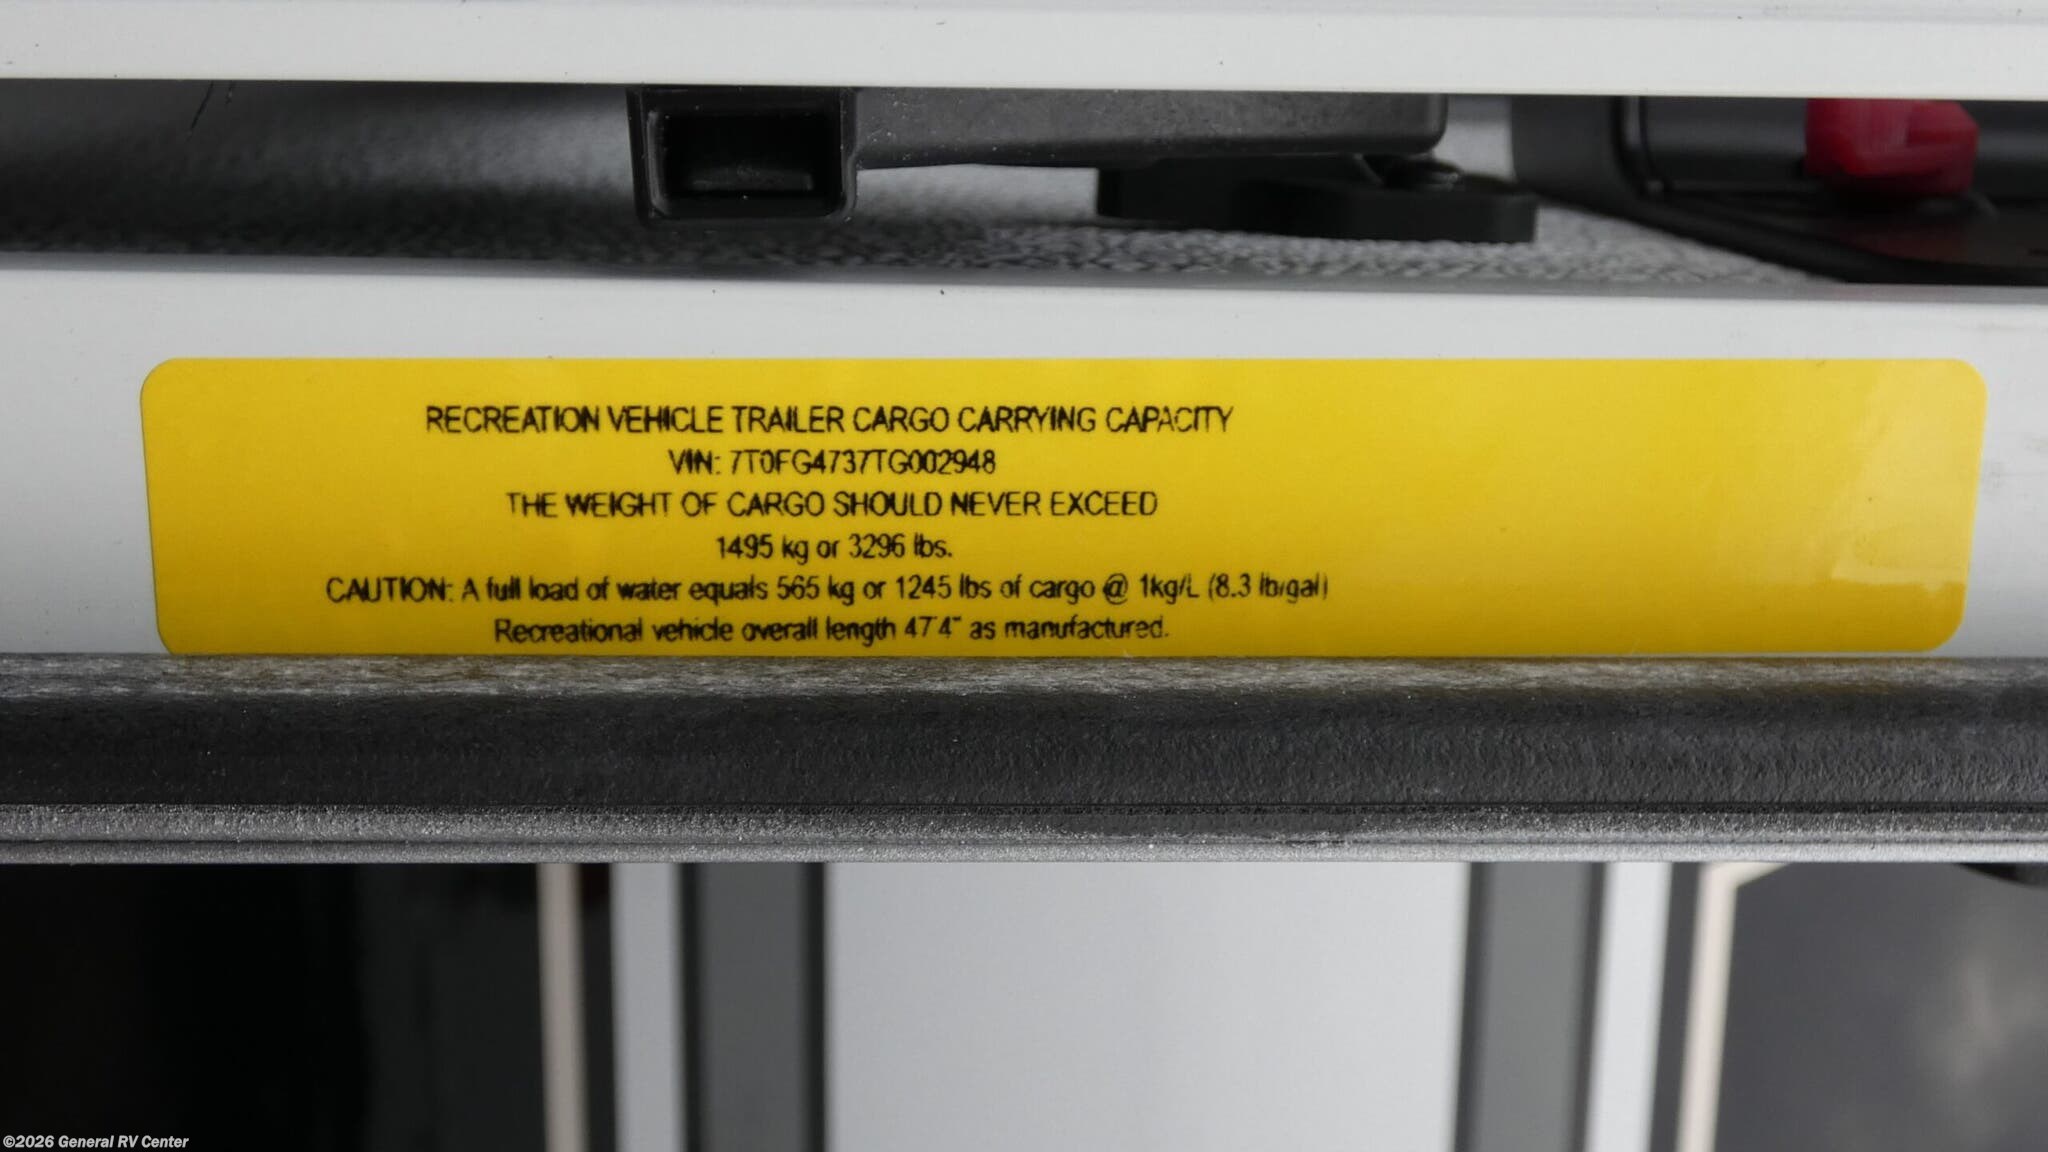 RECREATION VEHICLE TRAILER CARGO CARRYING CAPACITY
VIN: 7T0FG4737TG002948
THE WEIGHT OF CARGO SHOULD NEVER EXCEED
1495 kg or 3296 lbs.
CAUTION: A full load of water equals 565 kg or 1245 lbs of cargo @ 1kg/L (8.3 lb/gal)
Recreational vehicle overall length 47'4" as manufactured.
©2026 General RV Center